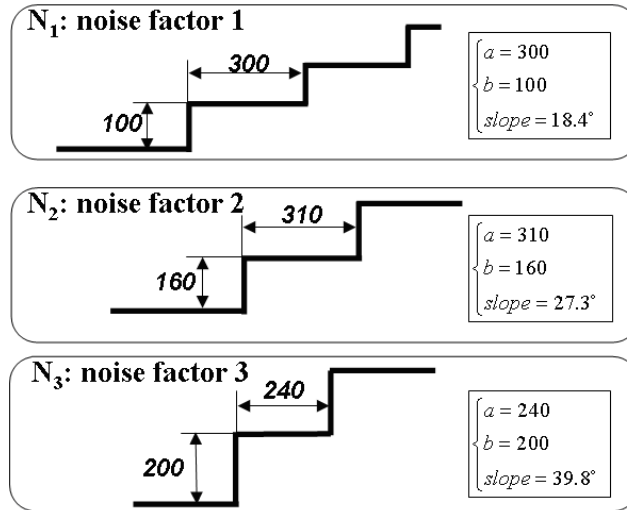 N₁: noise factor 1
300
100
a = 300
b = 100
slope = 18.4°
N₂: noise factor 2
310
160
a = 310
b = 160
slope = 27.3°
N₃: noise factor 3
240
200
a = 240
b = 200
slope = 39.8°